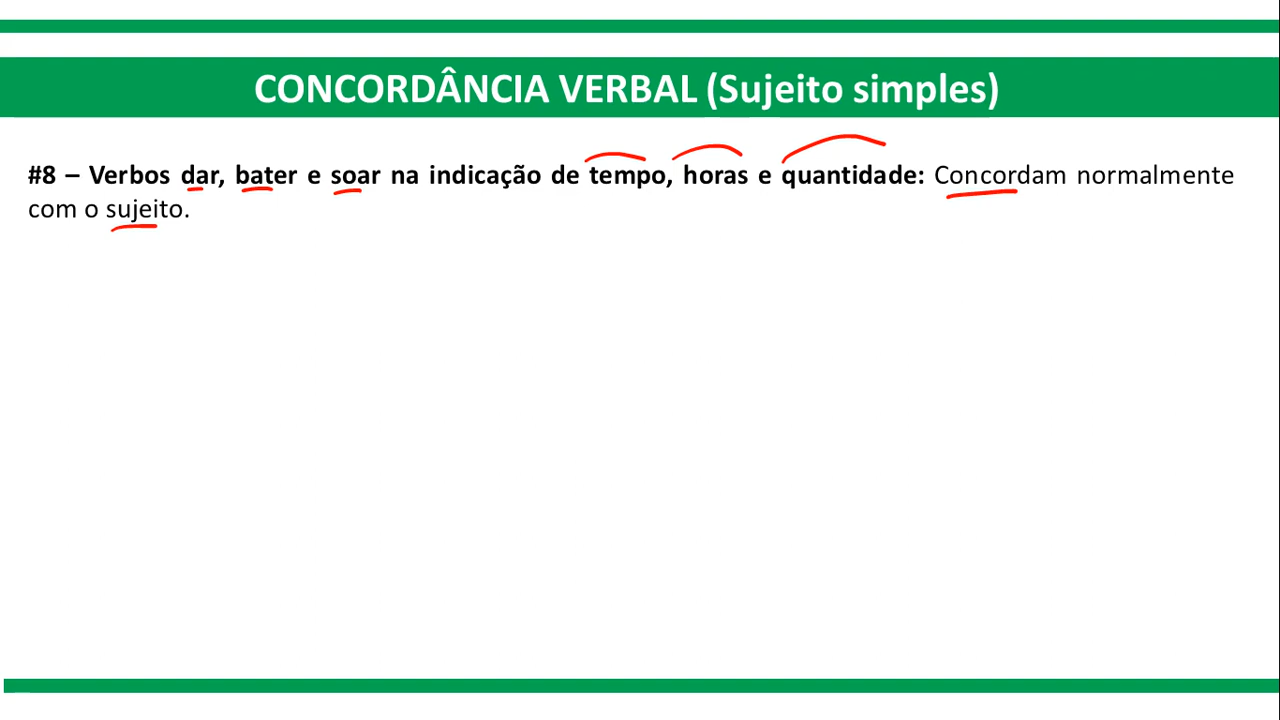 CONCORDÂNCIA VERBAL (Sujeito simples)
#8 – Verbos dar, bater e soar na indicação de tempo, horas e quantidade: Concordam normalmente
com o sujeito.